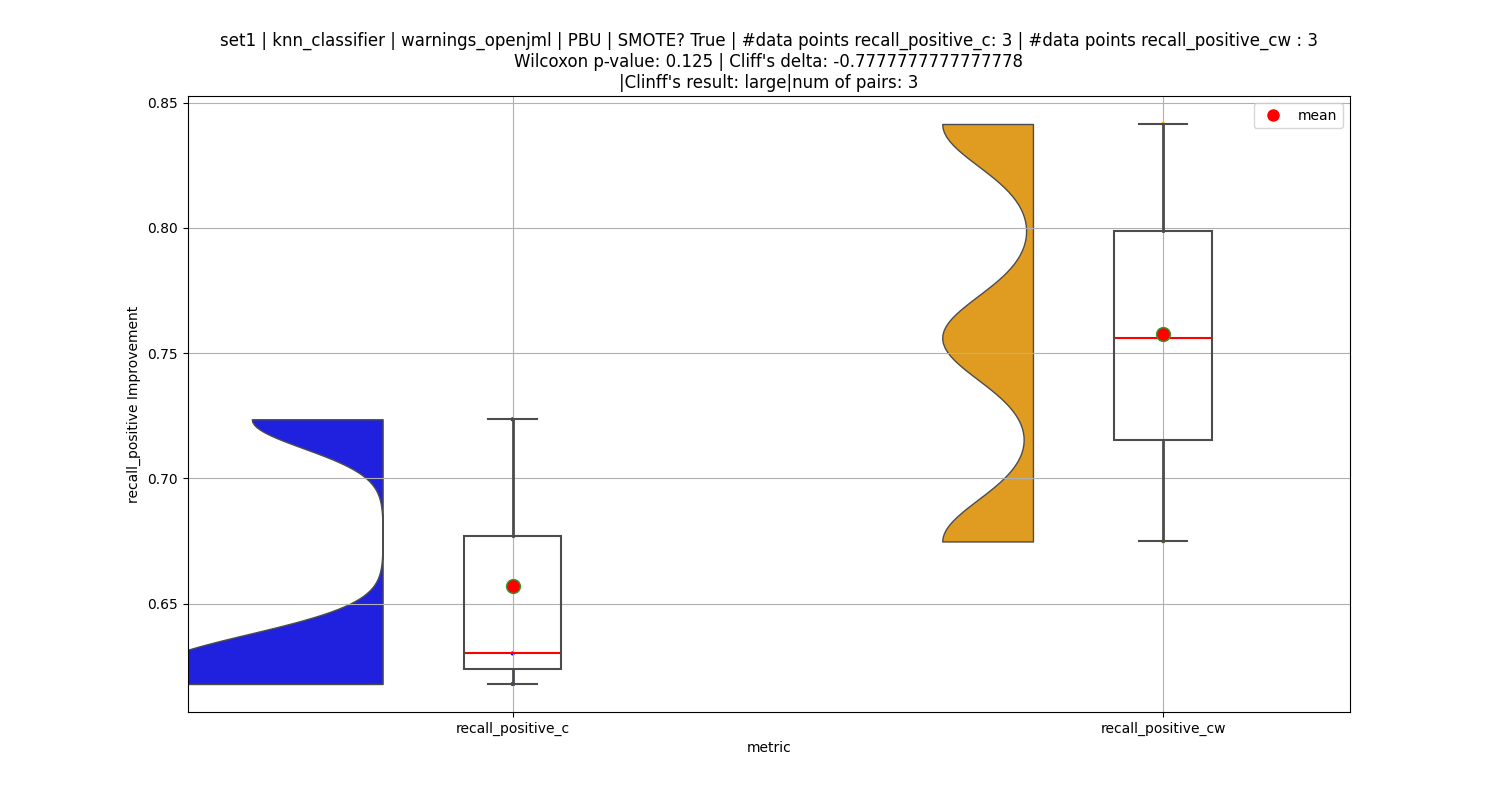 set1 | knn_classifier | warnings_openjml | PBU | SMOTE? True | #data points recall_positive_c: 3 | #data points recall_positive_cw : 3
Wilcoxon p-value: 0.125 | Cliff's delta: -0.7777777777777778
|Clinff's result: large|num of pairs: 3
mean
0.85
0.80
0.75
0.70
0.65
recall_positive Improvement
recall_positive_c
recall_positive_cw
metric